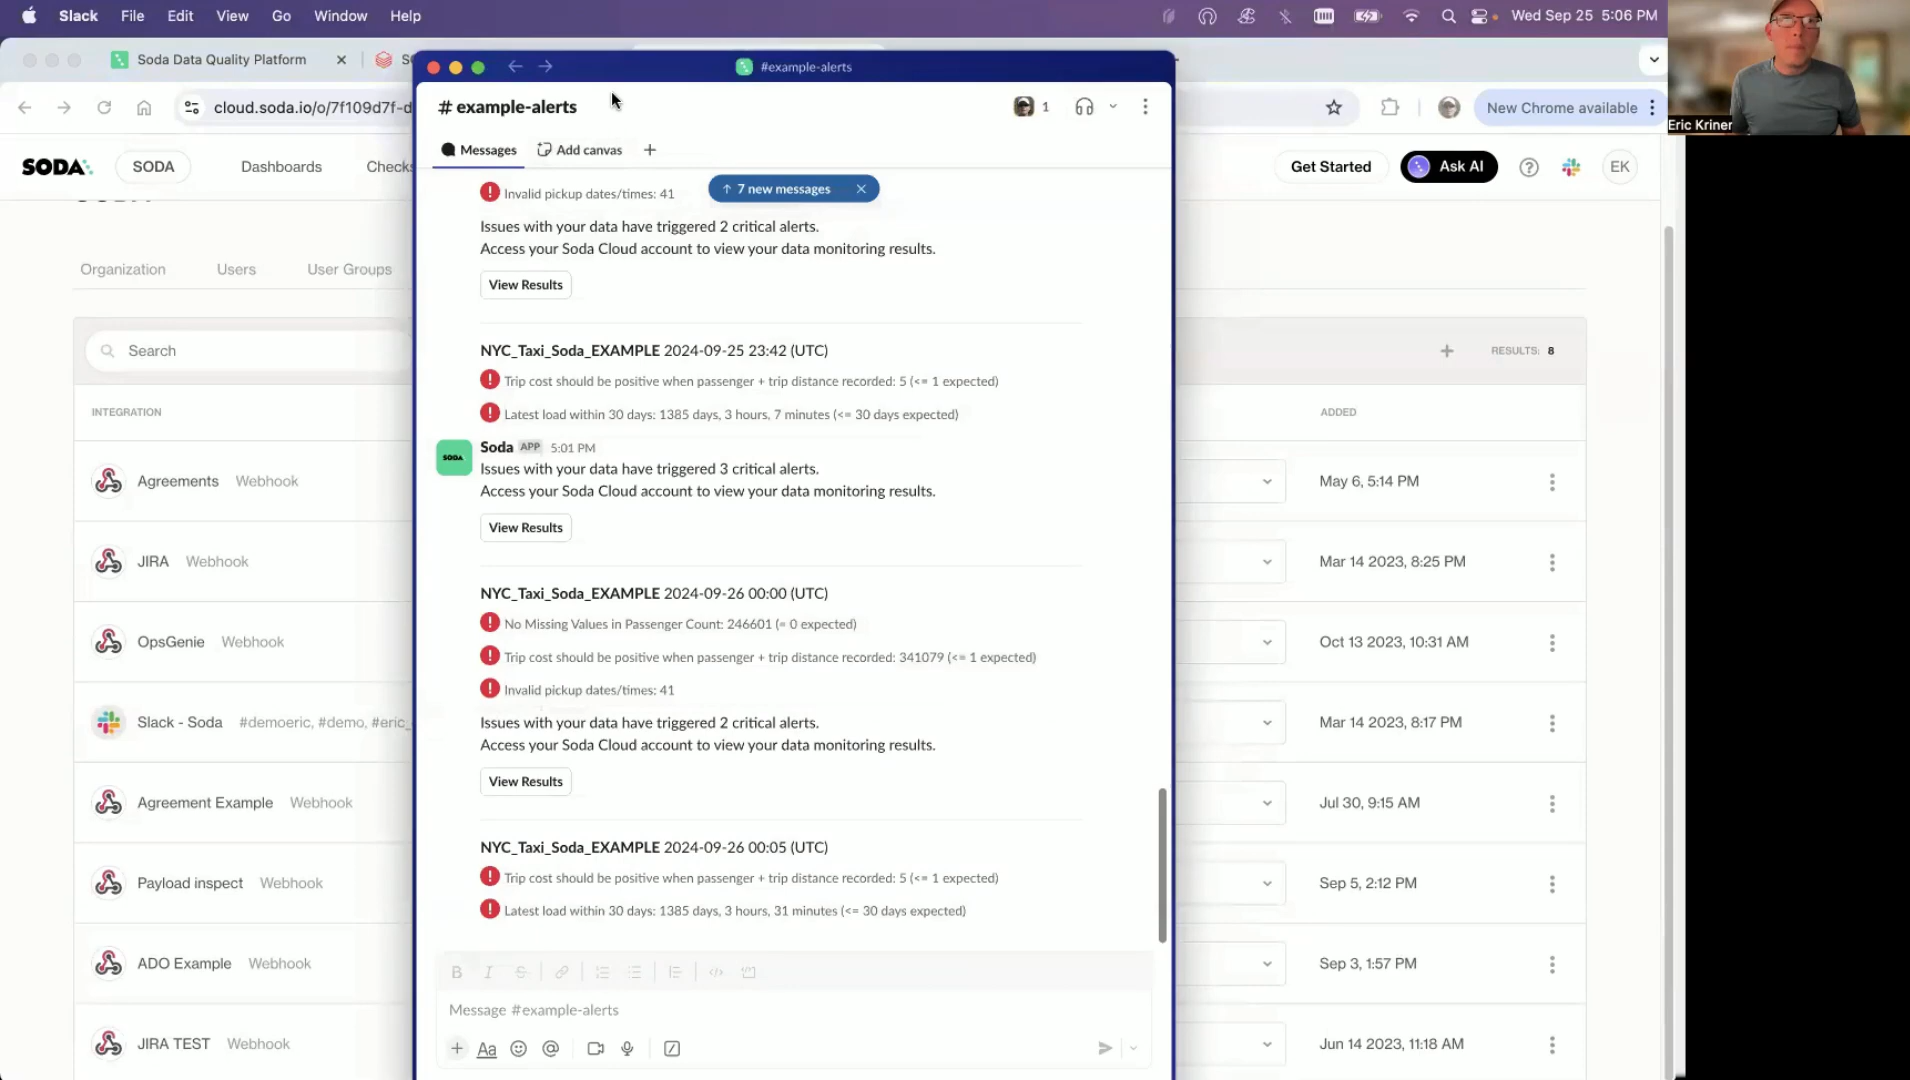 Slack File Edit View Go Window Help
Wed Sep 25 5:06 PM
Soda Data Quality Platform
#example-alerts
cloud.soda.io/o/7f109d7f-d
New Chrome available
Eric Kriner
# example-alerts
1
Messages
Add canvas
SODA
SODA
Dashboards
Checks
Get Started
Ask AI
EK
7 new messages
Invalid pickup dates/times: 41
Issues with your data have triggered 2 critical alerts.
Access your Soda Cloud account to view your data monitoring results.
View Results
Organization
Users
User Groups
Search
RESULTS: 8
NYC_Taxi_Soda_EXAMPLE 2024-09-25 23:42 (UTC)
Trip cost should be positive when passenger + trip distance recorded: 5 (<= 1 expected)
Latest load within 30 days: 1385 days, 3 hours, 7 minutes (<= 30 days expected)
Soda APP 5:01 PM
Issues with your data have triggered 3 critical alerts.
Access your Soda Cloud account to view your data monitoring results.
View Results
NYC_Taxi_Soda_EXAMPLE 2024-09-26 00:00 (UTC)
No Missing Values in Passenger Count: 246601 (= 0 expected)
Trip cost should be positive when passenger + trip distance recorded: 341079 (<= 1 expected)
Invalid pickup dates/times: 41
Issues with your data have triggered 2 critical alerts.
Access your Soda Cloud account to view your data monitoring results.
View Results
NYC_Taxi_Soda_EXAMPLE 2024-09-26 00:05 (UTC)
Trip cost should be positive when passenger + trip distance recorded: 5 (<= 1 expected)
Latest load within 30 days: 1385 days, 3 hours, 31 minutes (<= 30 days expected)
Message #example-alerts
INTEGRATION
ADDED
Agreements Webhook
May 6, 5:14 PM
JIRA Webhook
Mar 14 2023, 8:25 PM
OpsGenie Webhook
Oct 13 2023, 10:31 AM
Slack - Soda #demoeric, #demo, #eric_
Mar 14 2023, 8:17 PM
Agreement Example Webhook
Jul 30, 9:15 AM
Payload inspect Webhook
Sep 5, 2:12 PM
ADO Example Webhook
Sep 3, 1:57 PM
JIRA TEST Webhook
Jun 14 2023, 11:18 AM